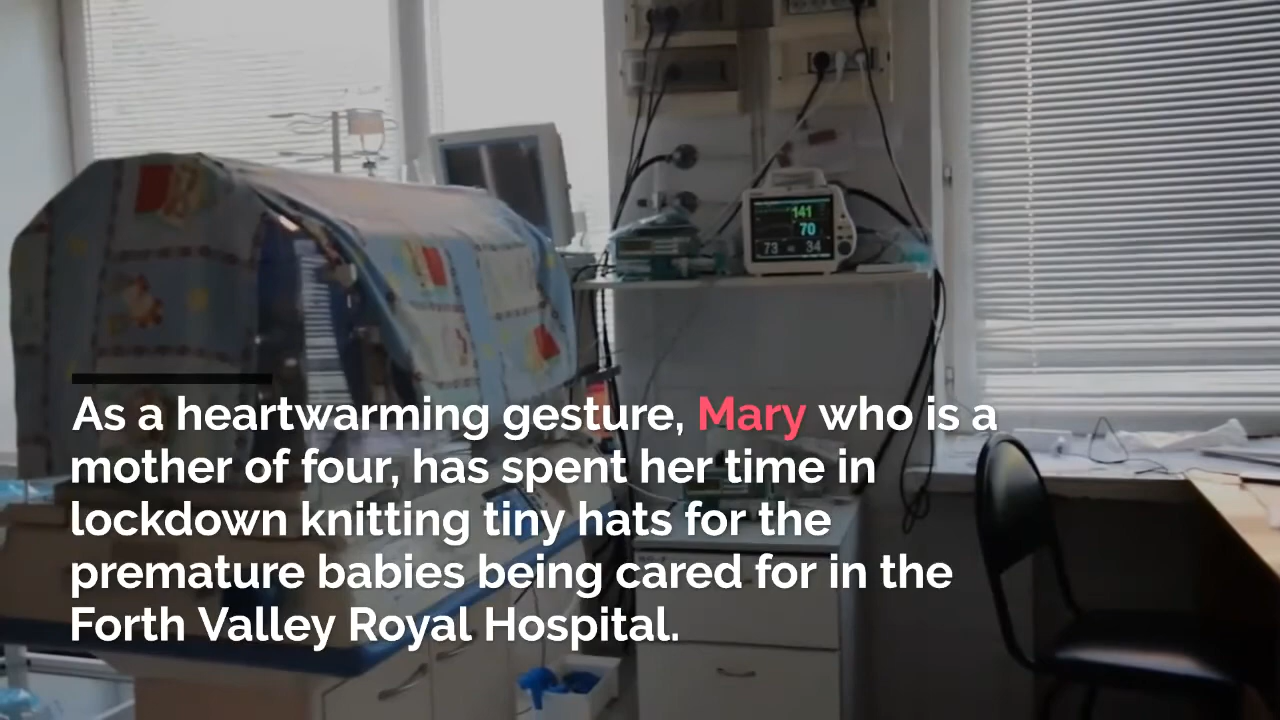 141
70
73 34
As a heartwarming gesture, Mary who is a
mother of four, has spent her time in
lockdown knitting tiny hats for the
premature babies being cared for in the
Forth Valley Royal Hospital.